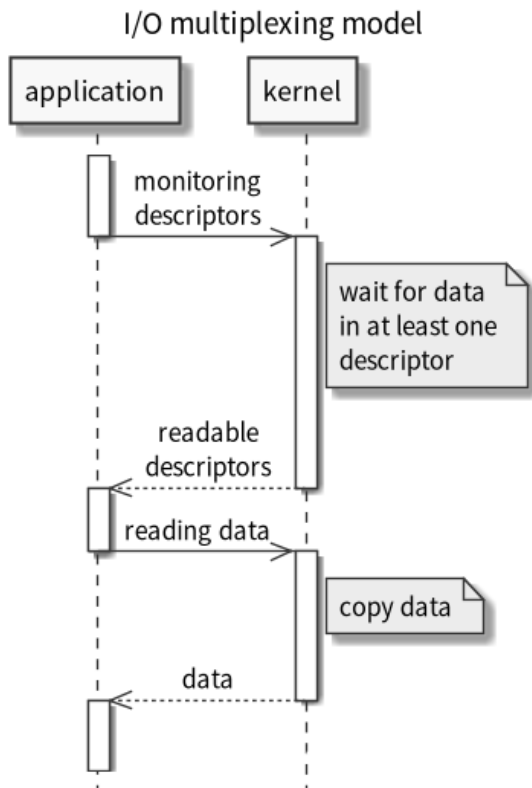 I/O multiplexing model
application
kernel
monitoring
descriptors
wait for data
in at least one
descriptor
readable
descriptors
reading data
copy data
data